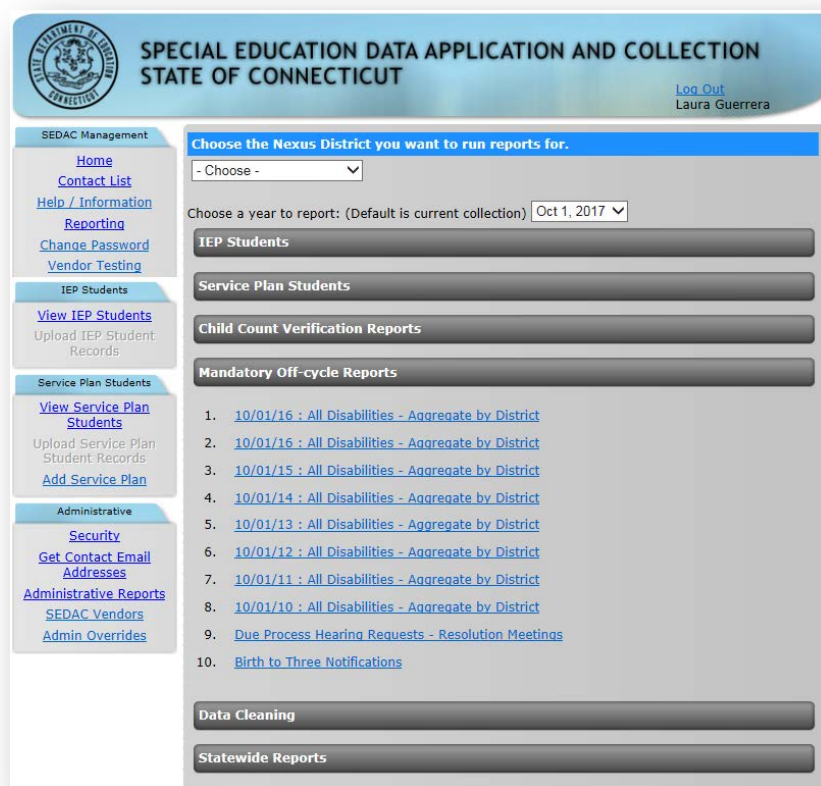 STATE DEPARTMENT OF EDUCATION
CONNECTICUT
SPECIAL EDUCATION DATA APPLICATION AND COLLECTION
STATE OF CONNECTICUT
Log Out
Laura Guerrera
SEDAC Management
Home
Contact List
Help / Information
Reporting
Change Password
Vendor Testing
IEP Students
View IEP Students
Upload IEP Student
Records
Service Plan Students
View Service Plan
Students
Upload Service Plan
Student Records
Add Service Plan
Administrative
Security
Get Contact Email
Addresses
Administrative Reports
SEDAC Vendors
Admin Overrides
Choose the Nexus District you want to run reports for.
- Choose -
Choose a year to report: (Default is current collection) Oct 1, 2017
IEP Students
Service Plan Students
Child Count Verification Reports
Mandatory Off-cycle Reports
1. 10/01/16 : All Disabilities - Aggregate by District
2. 10/01/16 : All Disabilities - Aggregate by District
3. 10/01/15 : All Disabilities - Aggregate by District
4. 10/01/14 : All Disabilities - Aggregate by District
5. 10/01/13 : All Disabilities - Aggregate by District
6. 10/01/12 : All Disabilities - Aggregate by District
7. 10/01/11 : All Disabilities - Aggregate by District
8. 10/01/10 : All Disabilities - Aggregate by District
9. Due Process Hearing Requests - Resolution Meetings
10. Birth to Three Notifications
Data Cleaning
Statewide Reports